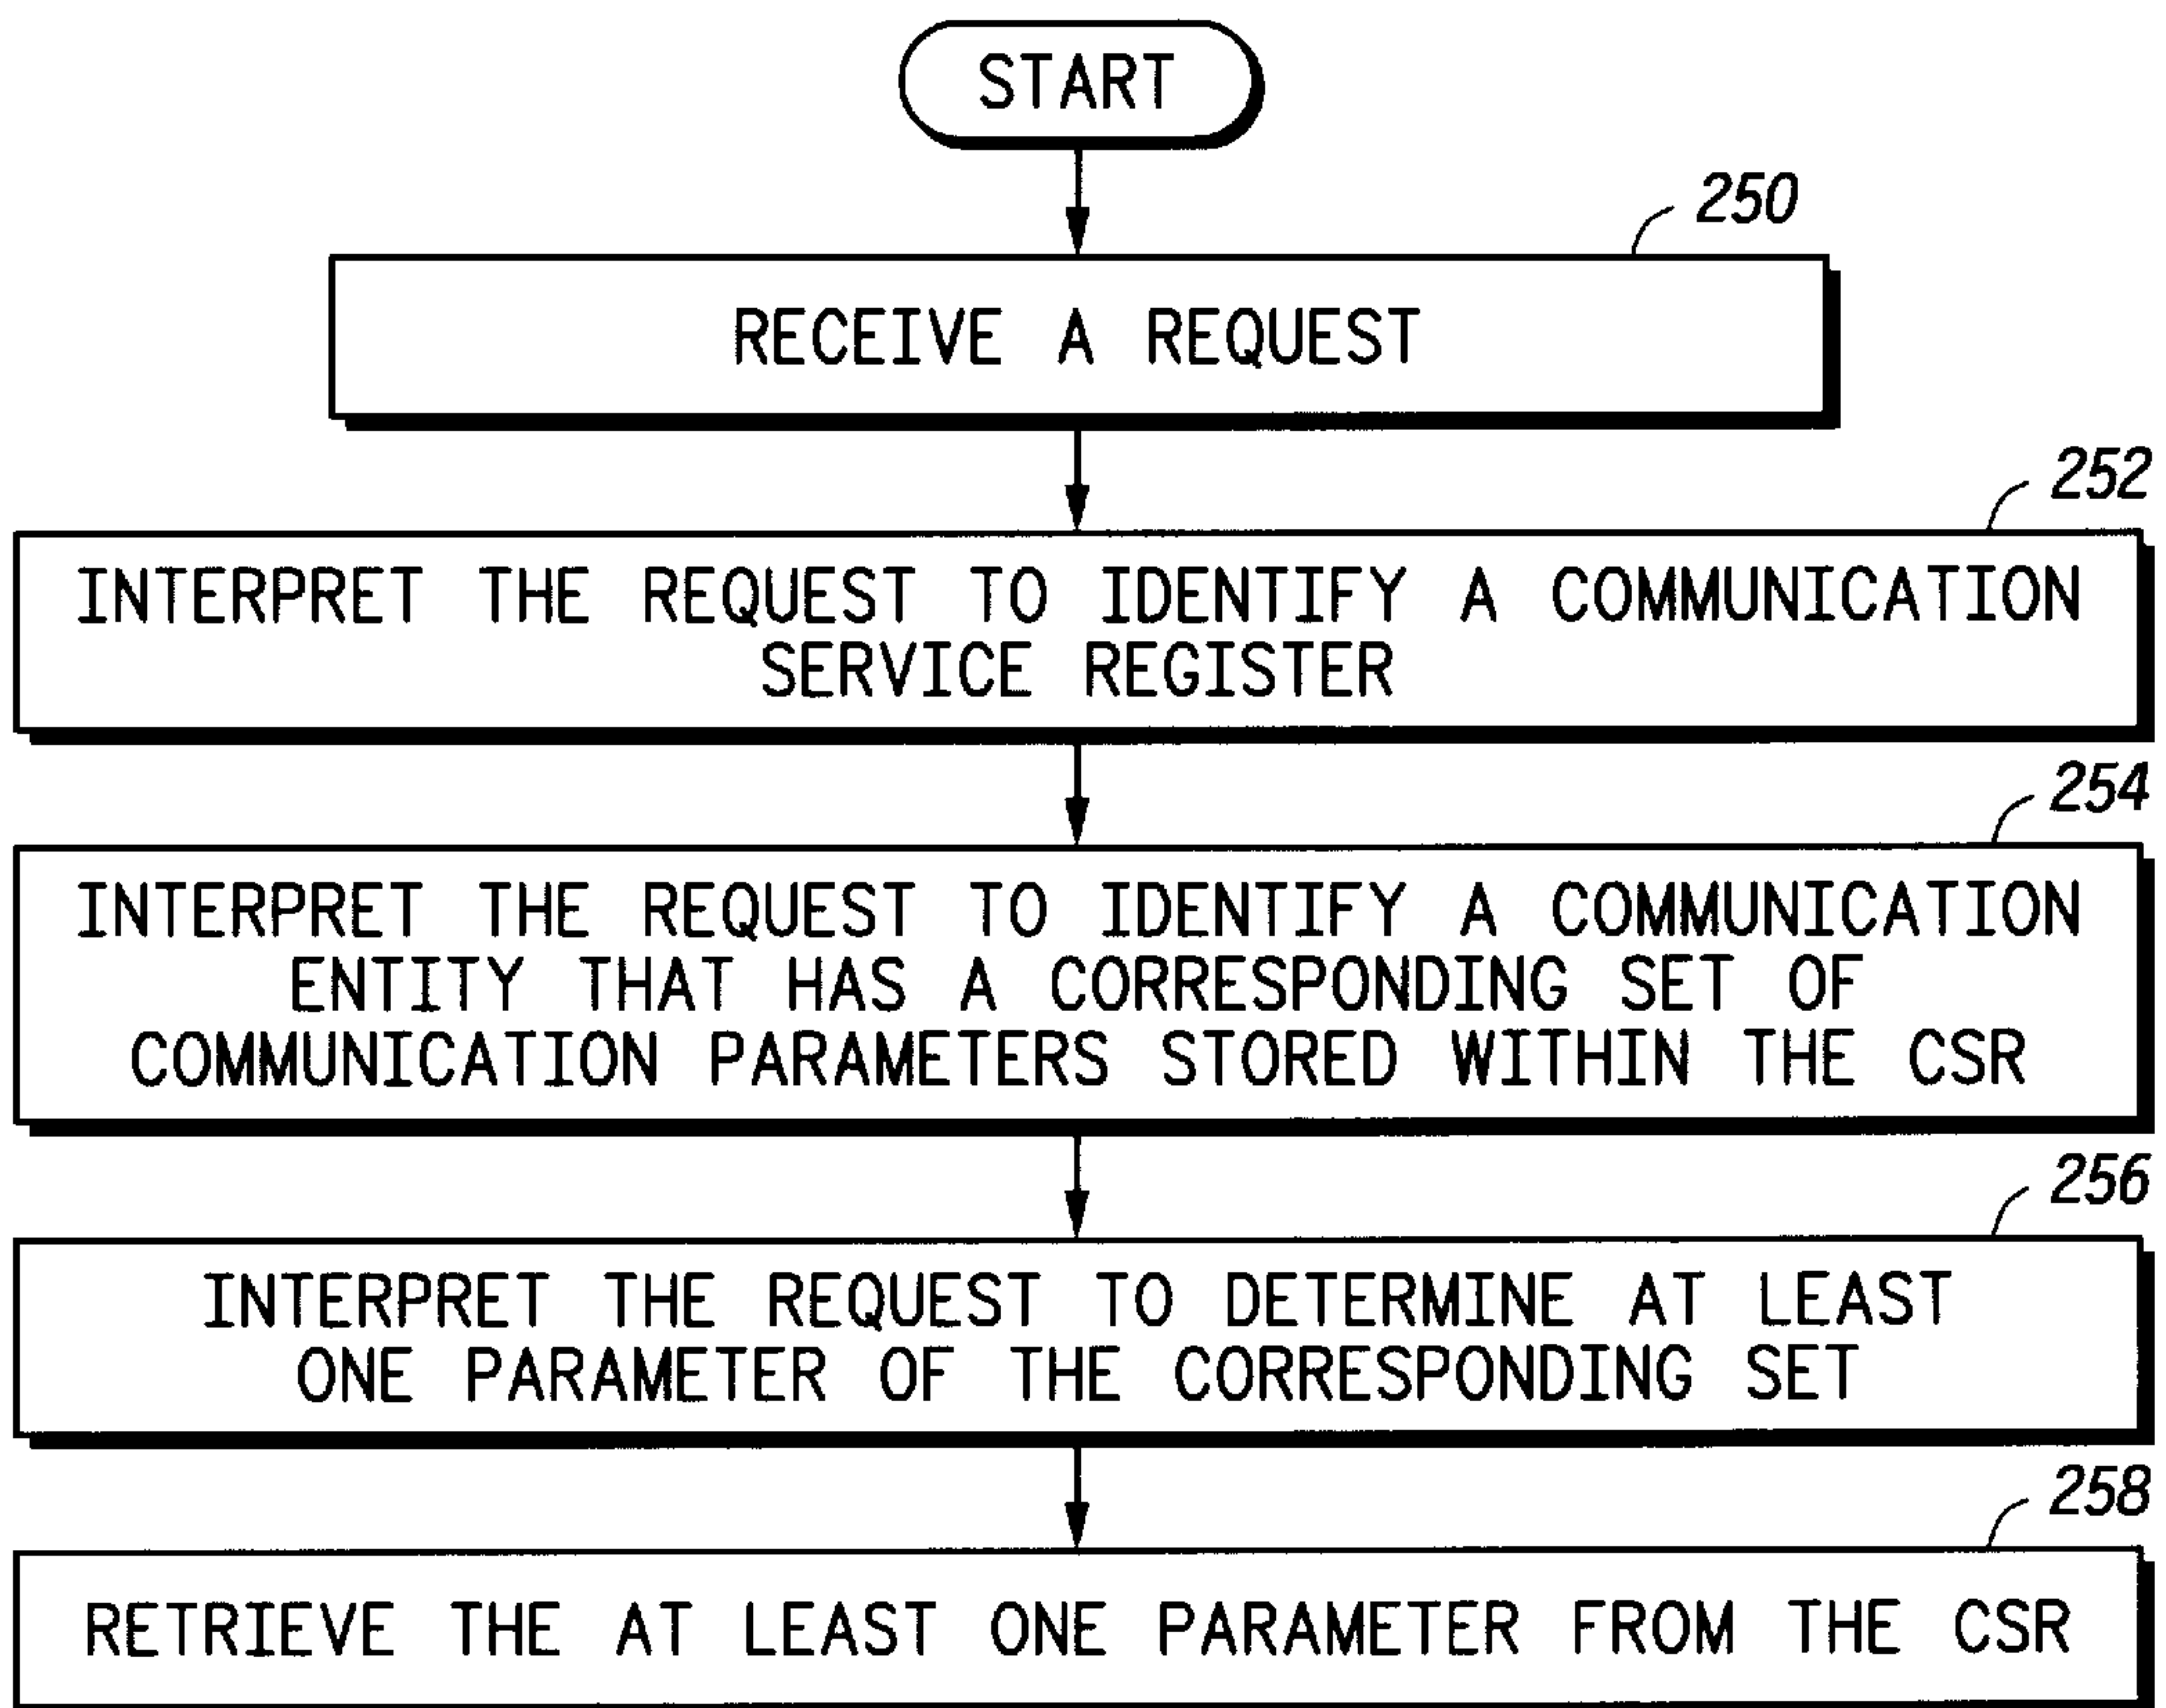 START
250
RECEIVE A REQUEST
252
INTERPRET THE REQUEST TO IDENTIFY A COMMUNICATION
SERVICE REGISTER
254
INTERPRET THE REQUEST TO IDENTIFY A COMMUNICATION
ENTITY THAT HAS A CORRESPONDING SET OF
COMMUNICATION PARAMETERS STORED WITHIN THE CSR
256
INTERPRET THE REQUEST TO DETERMINE AT LEAST
ONE PARAMETER OF THE CORRESPONDING SET
258
RETRIEVE THE AT LEAST ONE PARAMETER FROM THE CSR